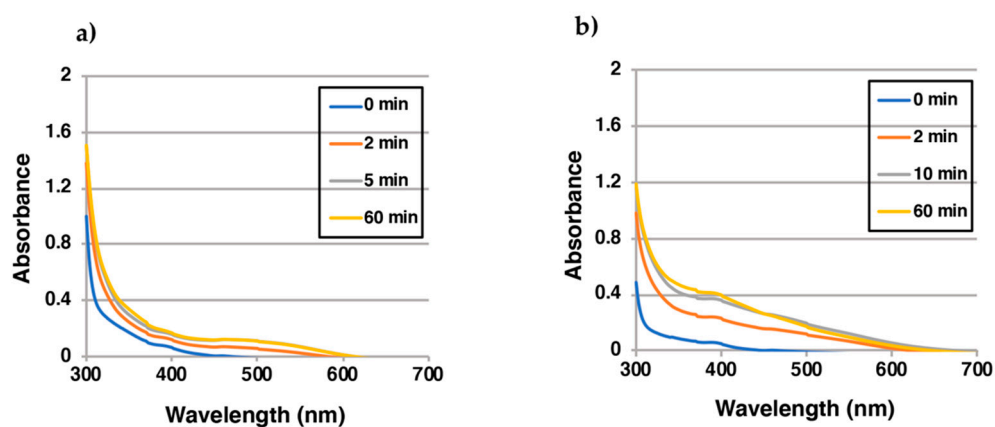 a)
2
1.6
1.2
0.8
0.4
0
300 400 500 600 700
Absorbance
Wavelength (nm)
0 min
2 min
5 min
60 min
b)
2
1.6
1.2
0.8
0.4
0
300 400 500 600 700
Absorbance
Wavelength (nm)
0 min
2 min
10 min
60 min